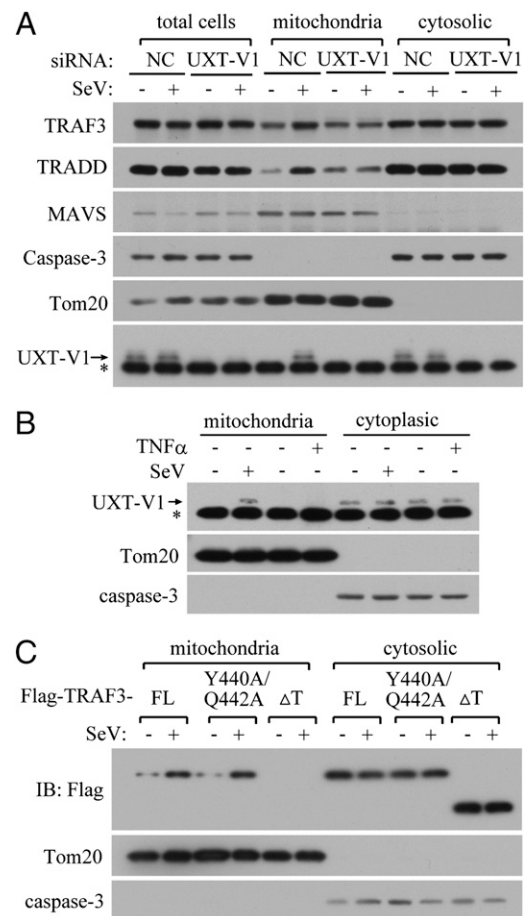 A
total cells mitochondria cytosolic
siRNA: NC UXT-V1 NC UXT-V1 NC UXT-V1
SeV: - + - + - + - + - + - +
TRAF3
TRADD
MAVS
Caspase-3
Tom20
UXT-V1→
*
B
mitochondria cytoplasic
TNFα - - - + - - - +
SeV - + - - - + - -
UXT-V1→
*
Tom20
caspase-3
C
mitochondria cytosolic
Y440A/ Y440A/
Flag-TRAF3- FL Q442A ΔT FL Q442A ΔT
SeV: - + - + - + - + - + - +
IB: Flag
Tom20
caspase-3